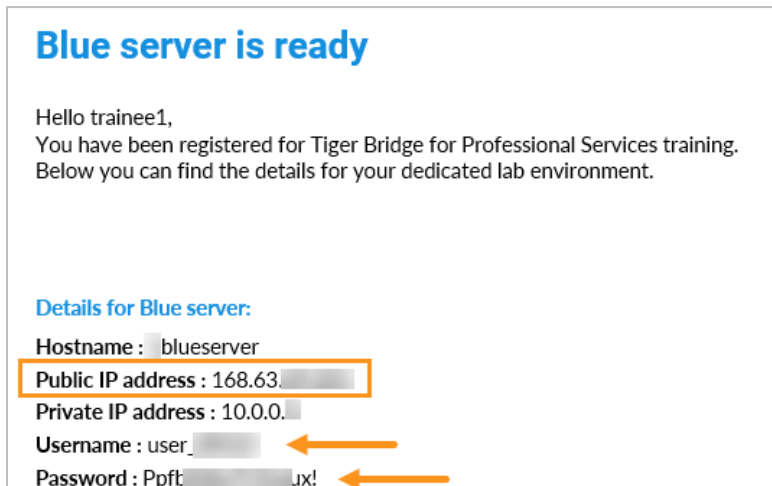 Blue server is ready
Hello trainee1,
You have been registered for Tiger Bridge for Professional Services training.
Below you can find the details for your dedicated lab environment.
Details for Blue server:
Hostname : blueserver
Public IP address : 168.63.
Private IP address : 10.0.0.
Username : user_
Password : Ppfb ux!